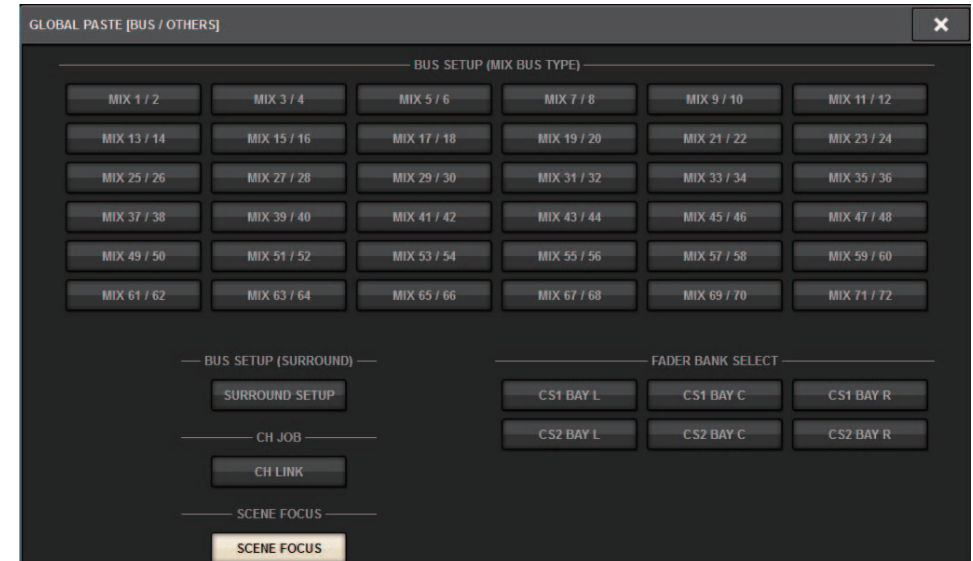 GLOBAL PASTE [BUS / OTHERS]
BUS SETUP (MIX BUS TYPE)
MIX 1 / 2 MIX 3 / 4 MIX 5 / 6 MIX 7 / 8 MIX 9 / 10 MIX 11 / 12
MIX 13 / 14 MIX 15 / 16 MIX 17 / 18 MIX 19 / 20 MIX 21 / 22 MIX 23 / 24
MIX 25 / 26 MIX 27 / 28 MIX 29 / 30 MIX 31 / 32 MIX 33 / 34 MIX 35 / 36
MIX 37 / 38 MIX 39 / 40 MIX 41 / 42 MIX 43 / 44 MIX 45 / 46 MIX 47 / 48
MIX 49 / 50 MIX 51 / 52 MIX 53 / 54 MIX 55 / 56 MIX 57 / 58 MIX 59 / 60
MIX 61 / 62 MIX 63 / 64 MIX 65 / 66 MIX 67 / 68 MIX 69 / 70 MIX 71 / 72
BUS SETUP (SURROUND) FADER BANK SELECT
SURROUND SETUP CS1 BAY L CS1 BAY C CS1 BAY R
CH JOB CS2 BAY L CS2 BAY C CS2 BAY R
CH LINK
SCENE FOCUS
SCENE FOCUS